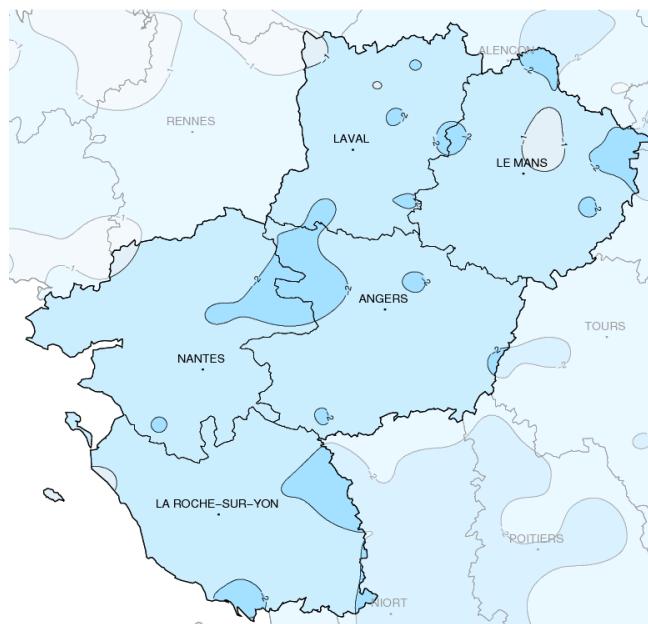 ALENCON
RENNES
LAVAL
LE MANS
ANGERS
TOURS
NANTES
LA ROCHE-SUR-YON
POITIERS
NIORT